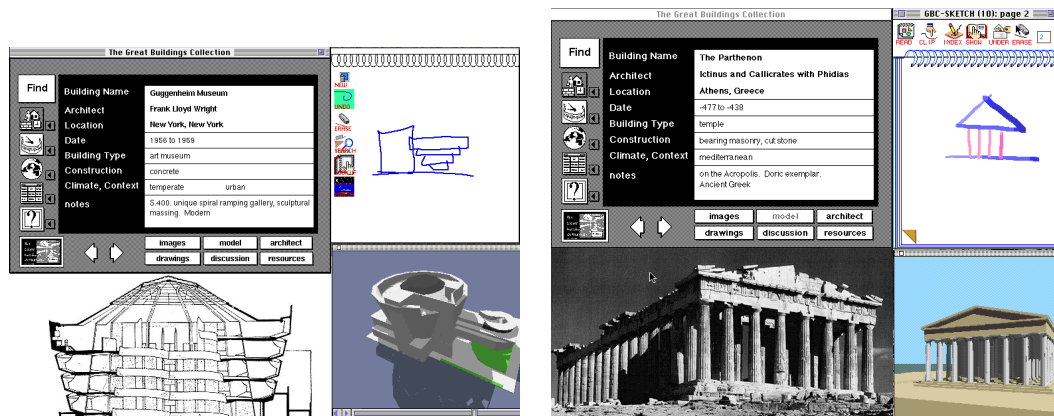 The Great Buildings Collection
Find
Building Name Guggenheim Museum
Architect Frank Lloyd Wright
Location New York, New York
Date 1956 to 1959
Building Type art museum
Construction concrete
Climate, Context temperate urban
notes S.400. unique spiral ramping gallery, sculptural
massing. Modern
images model architect
drawings discussion resources
NEW
UNDO
ERASE
SEARCH
The Great Buildings Collection
Find
Building Name The Parthenon
Architect Ictinus and Callicrates with Phidias
Location Athens, Greece
Date -477 to -438
Building Type temple
Construction bearing masonry, cut stone
Climate, Context mediterranean
notes on the Acropolis. Doric exemplar.
Ancient Greek
images model architect
drawings discussion resources
GBC-SKETCH (10): page 2
READ CLIP INDEX SHOW UNDER ERASE
2